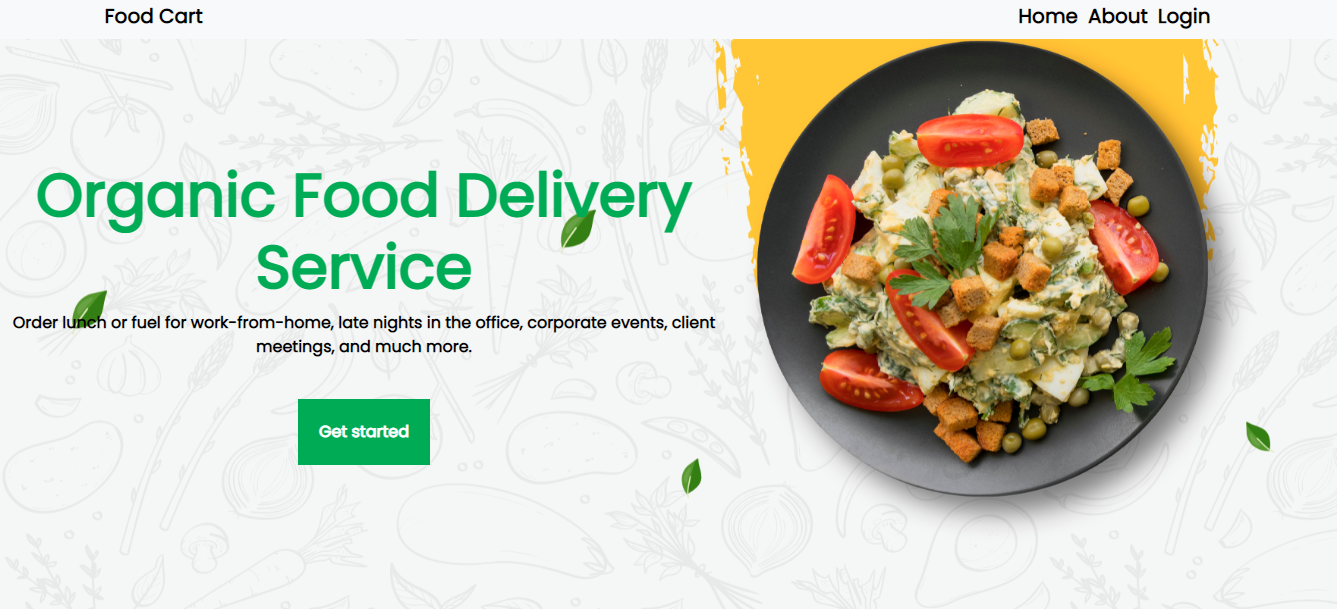 Food Cart
Home About Login
Organic Food Delivery
Service
Order lunch or fuel for work-from-home, late nights in the office, corporate events, client
meetings, and much more.
Get started